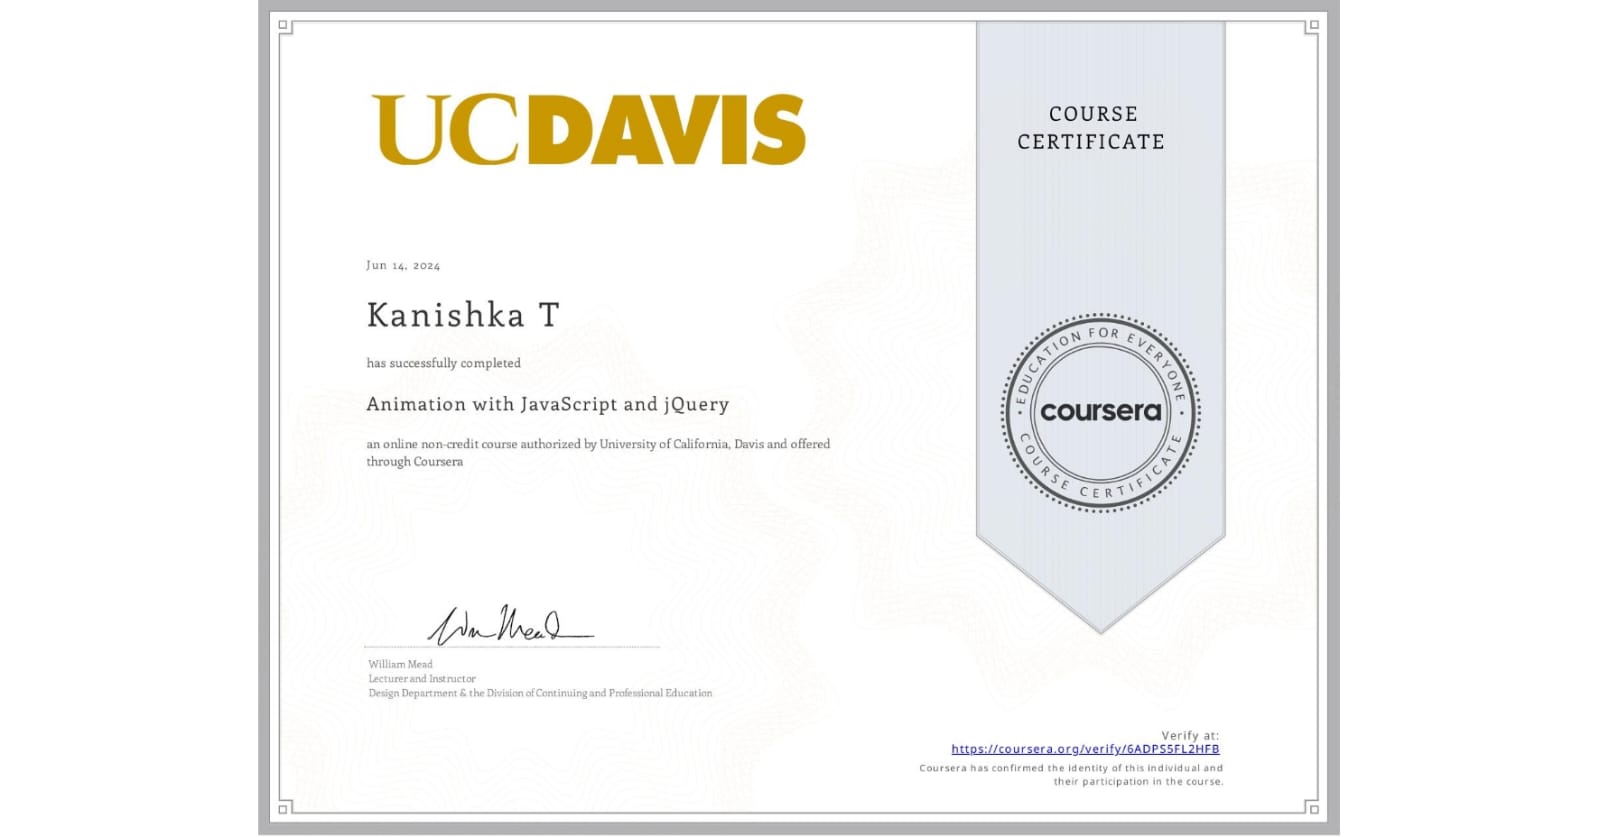 UCDAVIS
COURSE
CERTIFICATE
Jun 14, 2024
Kanishka T
has successfully completed
Animation with JavaScript and jQuery
an online non-credit course authorized by University of California, Davis and offered
through Coursera
EDUCATION FOR EVERYONE
coursera
COURSE CERTIFICATE
William Mead
Lecturer and Instructor
Design Department & the Division of Continuing and Professional Education
Verify at:
https://coursera.org/verify/6ADPS5FL2HFB
Coursera has confirmed the identity of this individual and
their participation in the course.